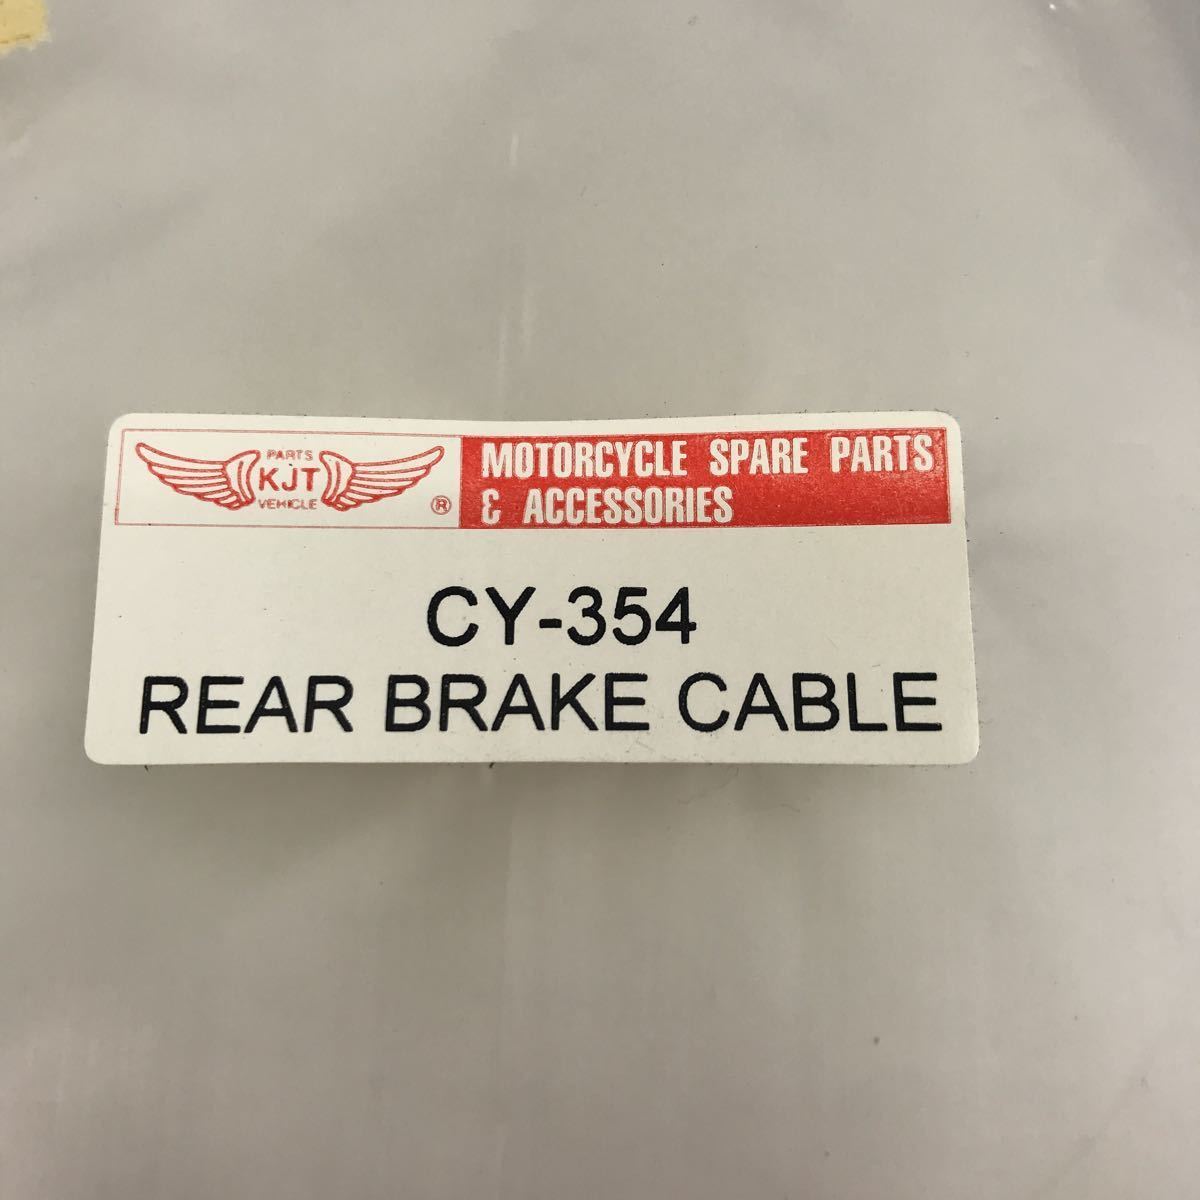 PARTS
KJT
VEHICLE
®
MOTORCYCLE SPARE PARTS
& ACCESSORIES
CY-354
REAR BRAKE CABLE